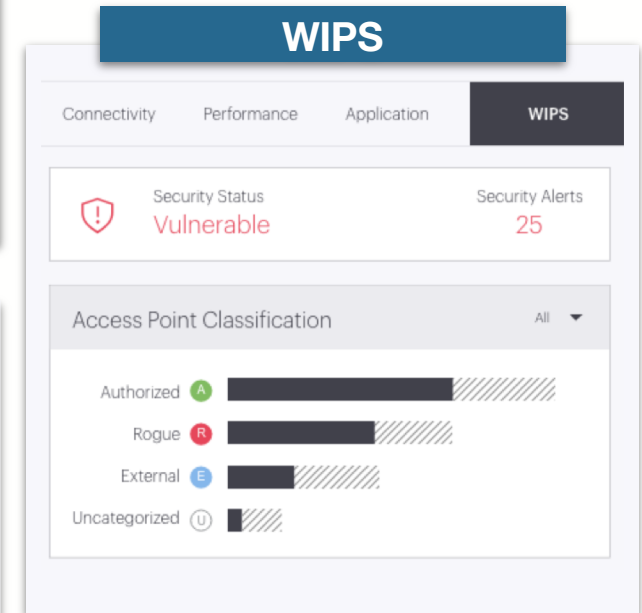 WIPS
Connectivity Performance Application WIPS
Security Status Security Alerts
Vulnerable 25
Access Point Classification All
Authorized A
Rogue R
External E
Uncategorized U